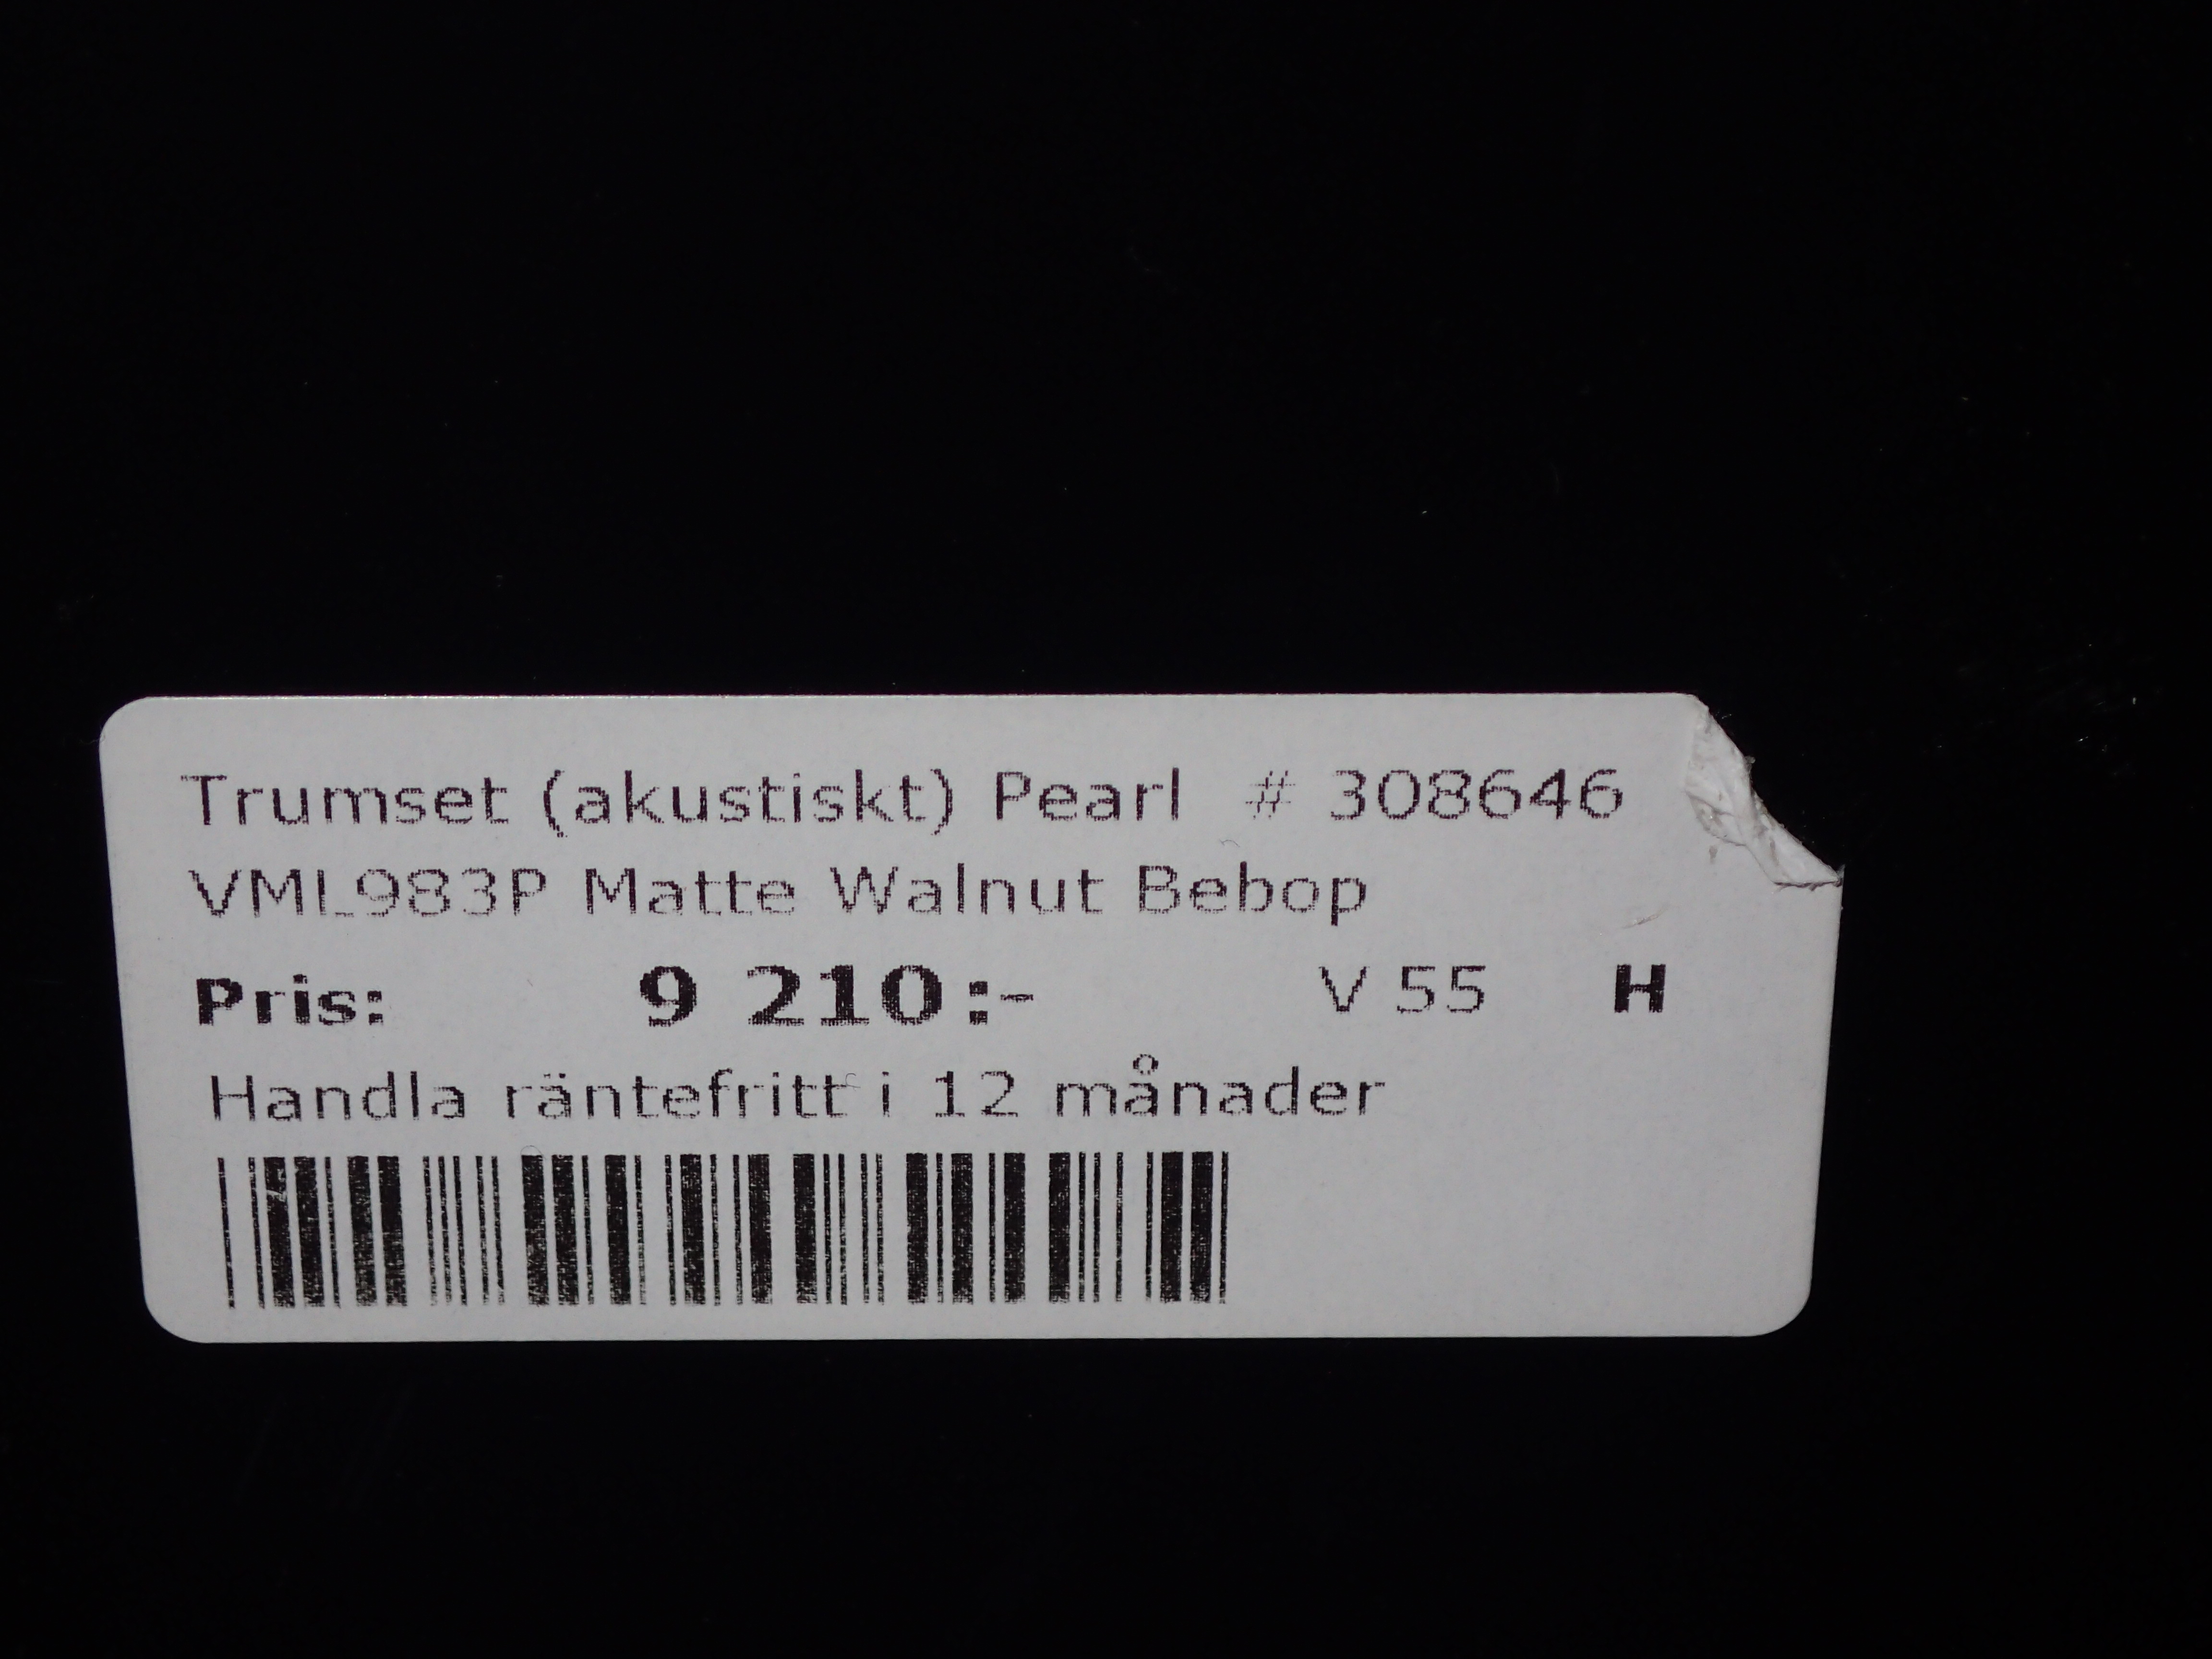 Trumset (akustiskt) Pearl # 308646
VML983P Matte Walnut Bebop
Pris: 9 210:- V 55 H
Handla räntefritt i 12 månader